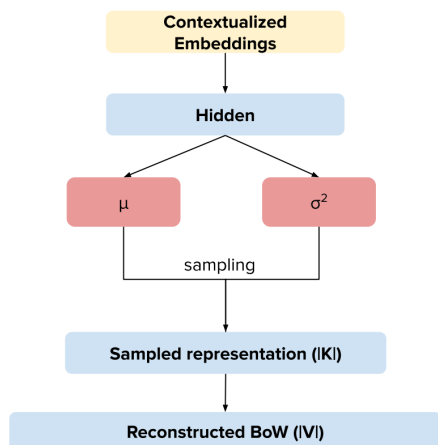 Contextualized
Embeddings
Hidden
μ
σ²
sampling
Sampled representation (|K|)
Reconstructed BoW (|V|)